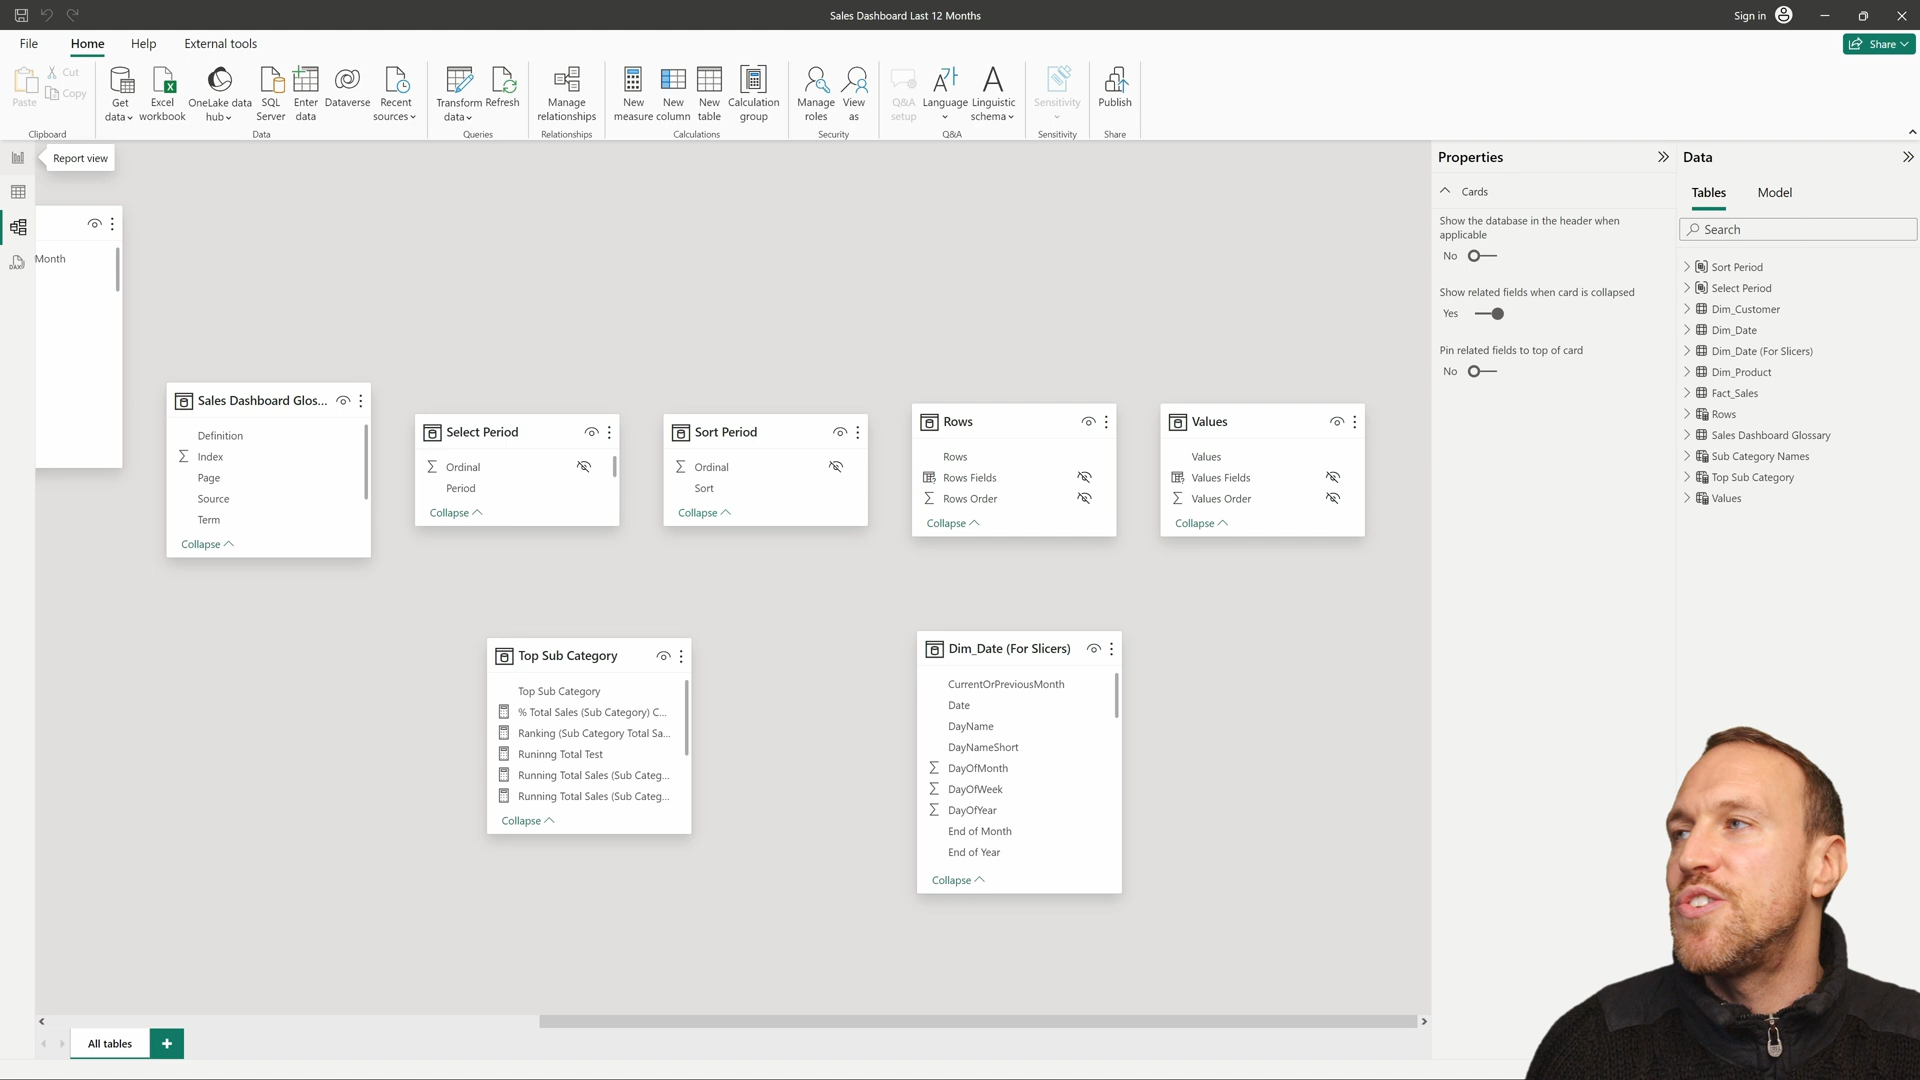 Sales Dashboard Last 12 Months
Sign in
File
Home
Help
External tools
Share
Paste
Cut
Copy
Clipboard
Get data
Excel workbook
OneLake data hub
SQL Server
Enter data
Dataverse
Recent sources
Data
Transform data
Refresh
Queries
Manage relationships
Relationships
New measure
New column
New table
Calculation group
Calculations
Manage roles
View as
Security
Q&A setup
Language
Linguistic schema
Q&A
Sensitivity
Sensitivity
Publish
Share
Report view
Month
DAX
Sales Dashboard Glos...
Definition
Index
Page
Source
Term
Collapse
Select Period
Ordinal
Period
Collapse
Sort Period
Ordinal
Sort
Collapse
Rows
Rows
Rows Fields
Rows Order
Collapse
Values
Values
Values Fields
Values Order
Collapse
Top Sub Category
Top Sub Category
% Total Sales (Sub Category) C...
Ranking (Sub Category Total Sa...
Runinng Total Test
Running Total Sales (Sub Categ...
Running Total Sales (Sub Categ...
Collapse
Dim_Date (For Slicers)
CurrentOrPreviousMonth
Date
DayName
DayNameShort
DayOfMonth
DayOfWeek
DayOfYear
End of Month
End of Year
Collapse
Properties
Cards
Show the database in the header when
applicable
No
Show related fields when card is collapsed
Yes
Pin related fields to top of card
No
Data
Tables
Model
Search
Sort Period
Select Period
Dim_Customer
Dim_Date
Dim_Date (For Slicers)
Dim_Product
Fact_Sales
Rows
Sales Dashboard Glossary
Sub Category Names
Top Sub Category
Values
All tables